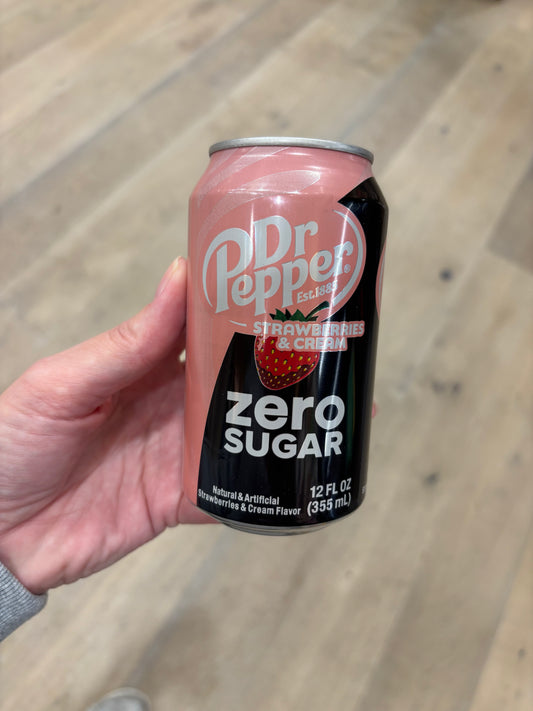 Dr
Pepper®
Est.1885
STRAWBERRIES
& CREAM
zero
SUGAR
Natural & Artificial
Strawberries & Cream Flavor
12 FL OZ
(355 mL)